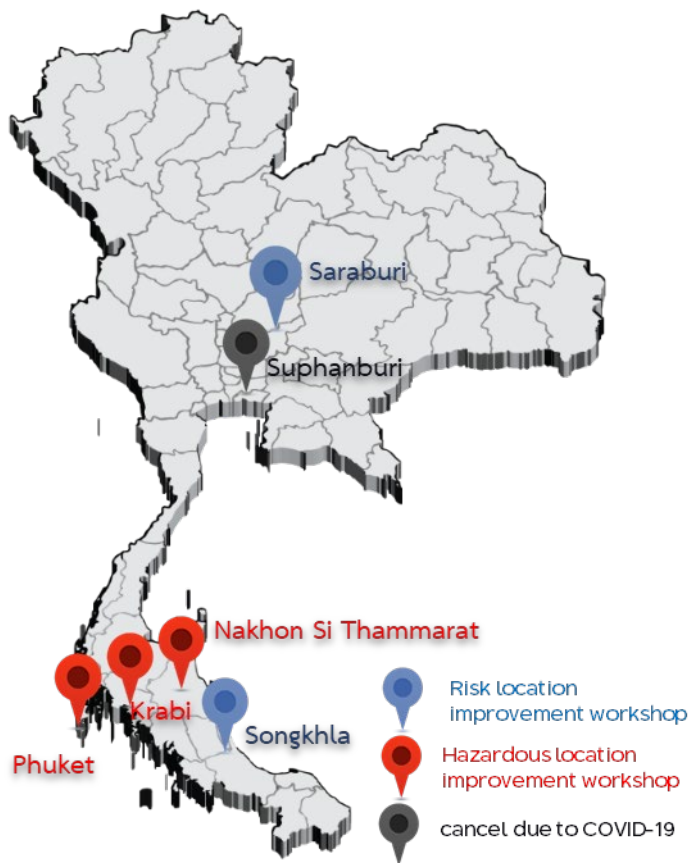 Saraburi
Suphanburi
Nakhon Si Thammarat
Krabi
Phuket
Songkhla
Risk location
improvement workshop
Hazardous location
improvement workshop
cancel due to COVID-19